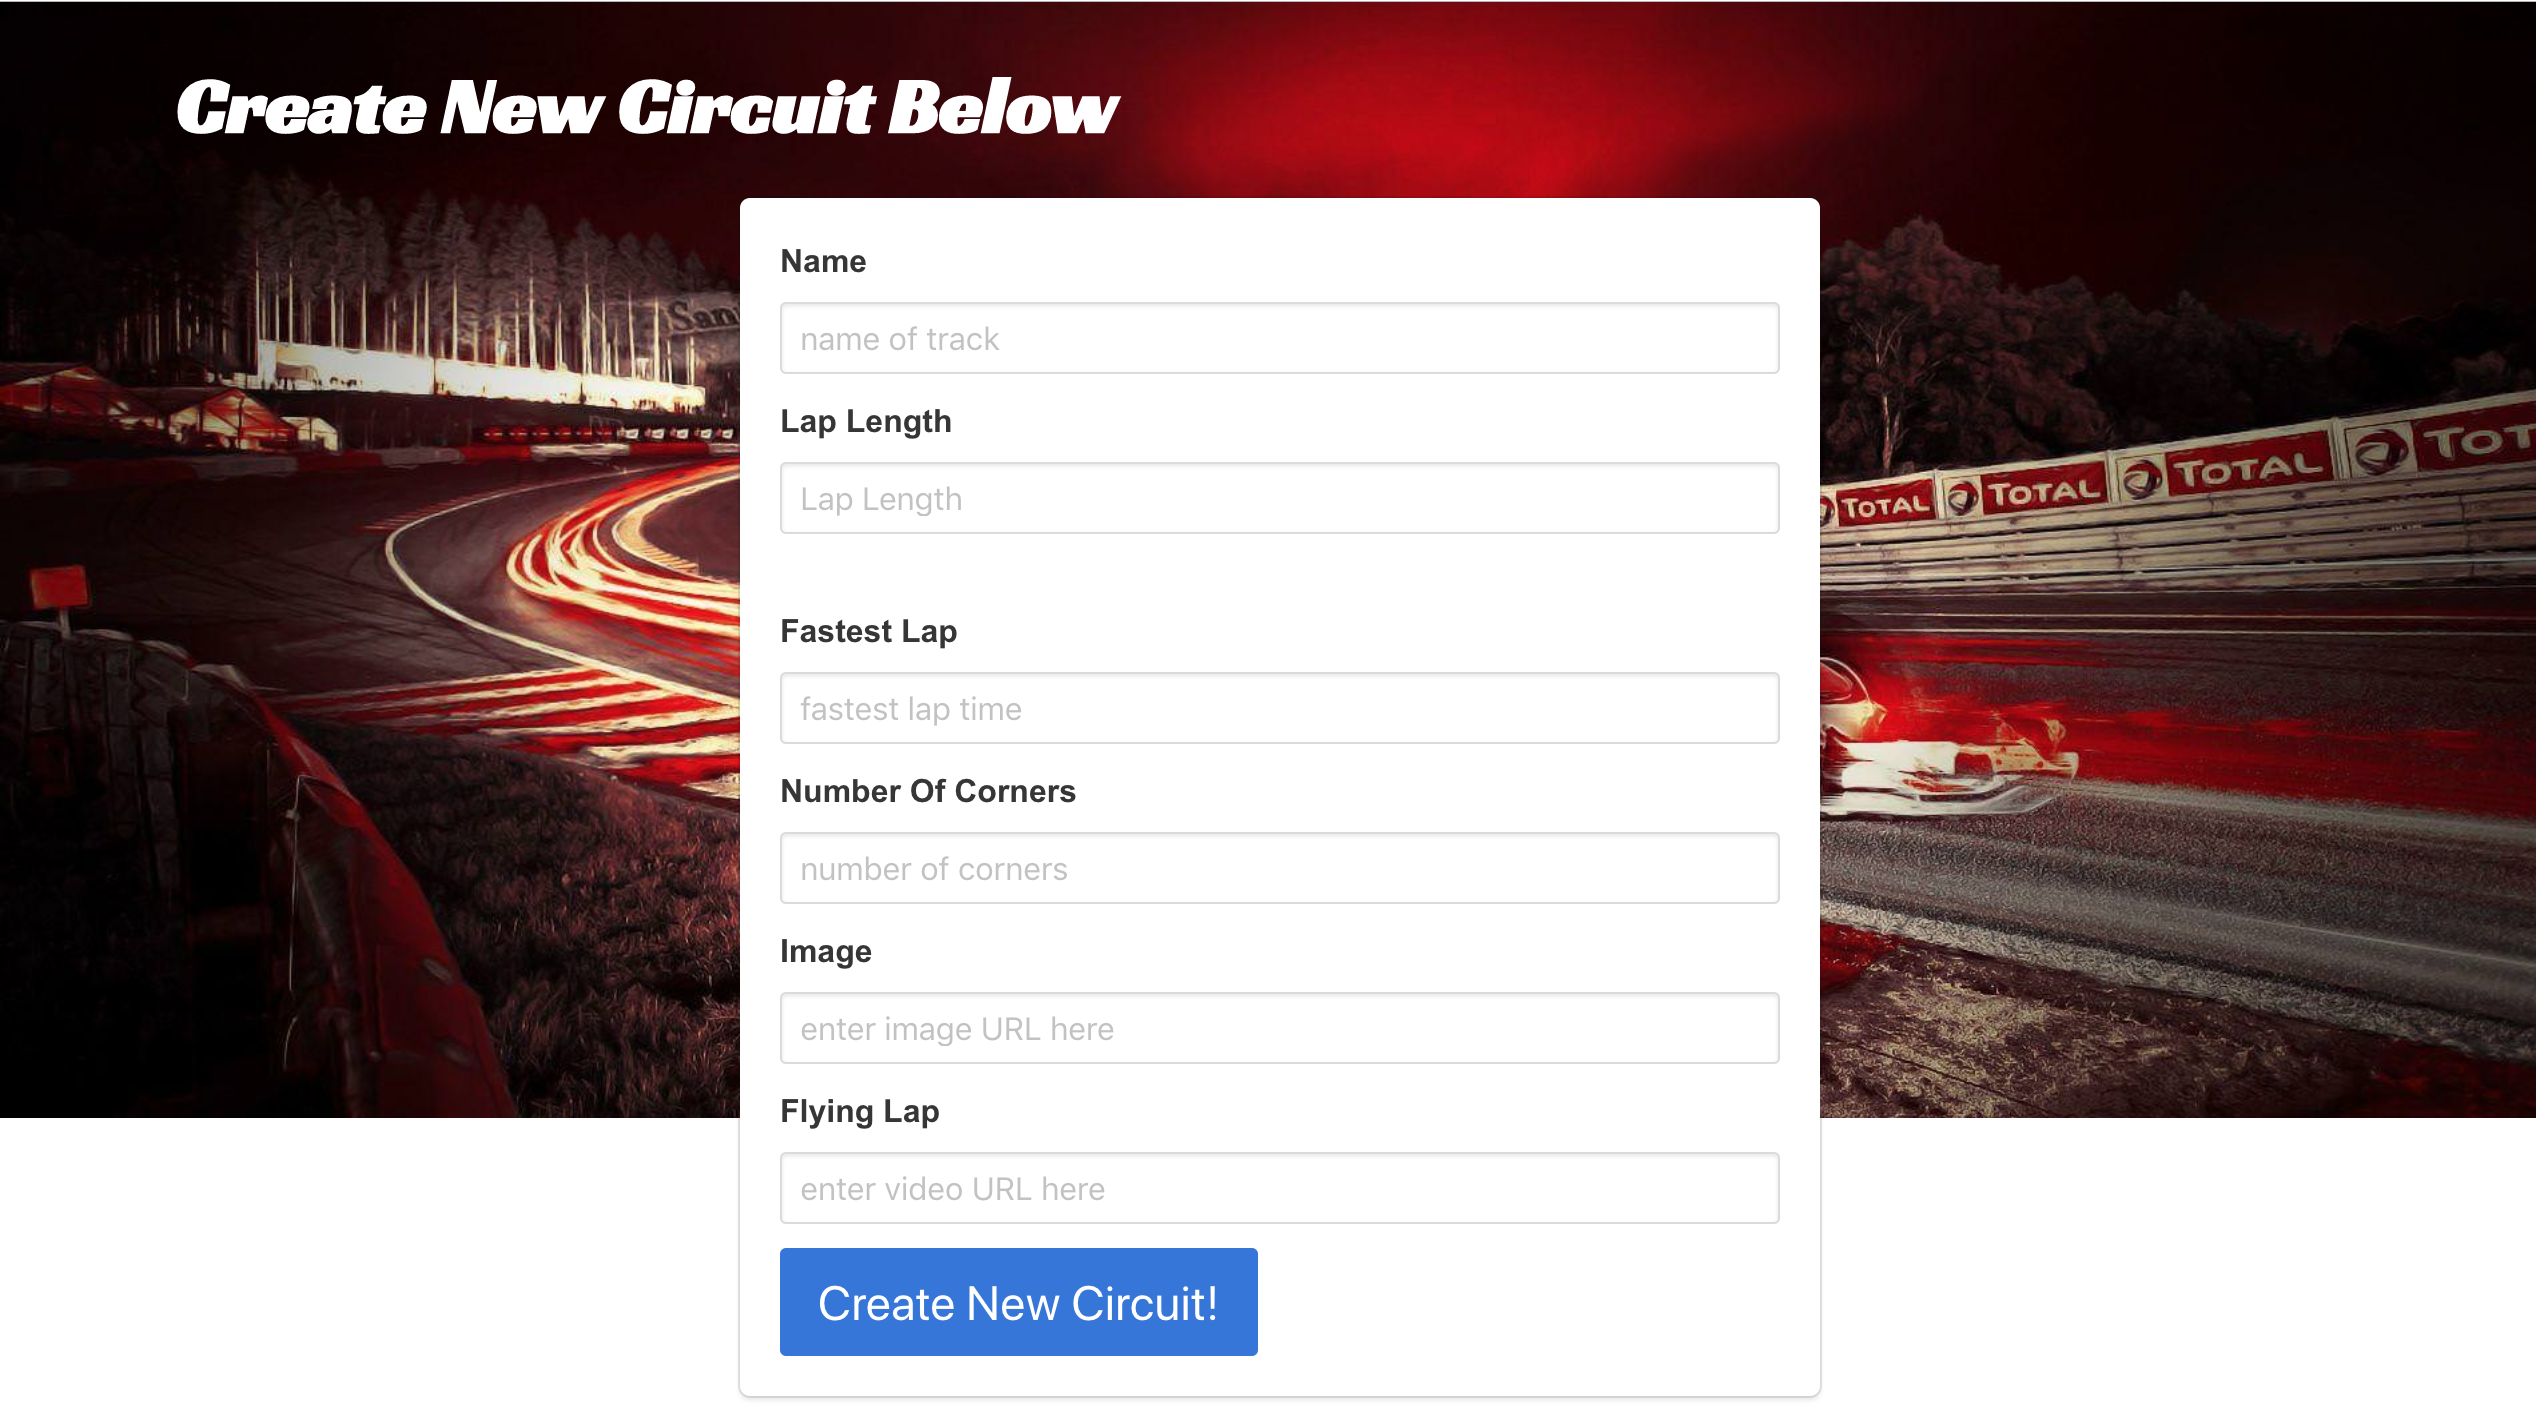 Create New Circuit Below
Name
name of track
Lap Length
Lap Length
Fastest Lap
fastest lap time
Number Of Corners
number of corners
Image
enter image URL here
Flying Lap
enter video URL here
Create New Circuit!
TOTAL TOTAL TOTAL